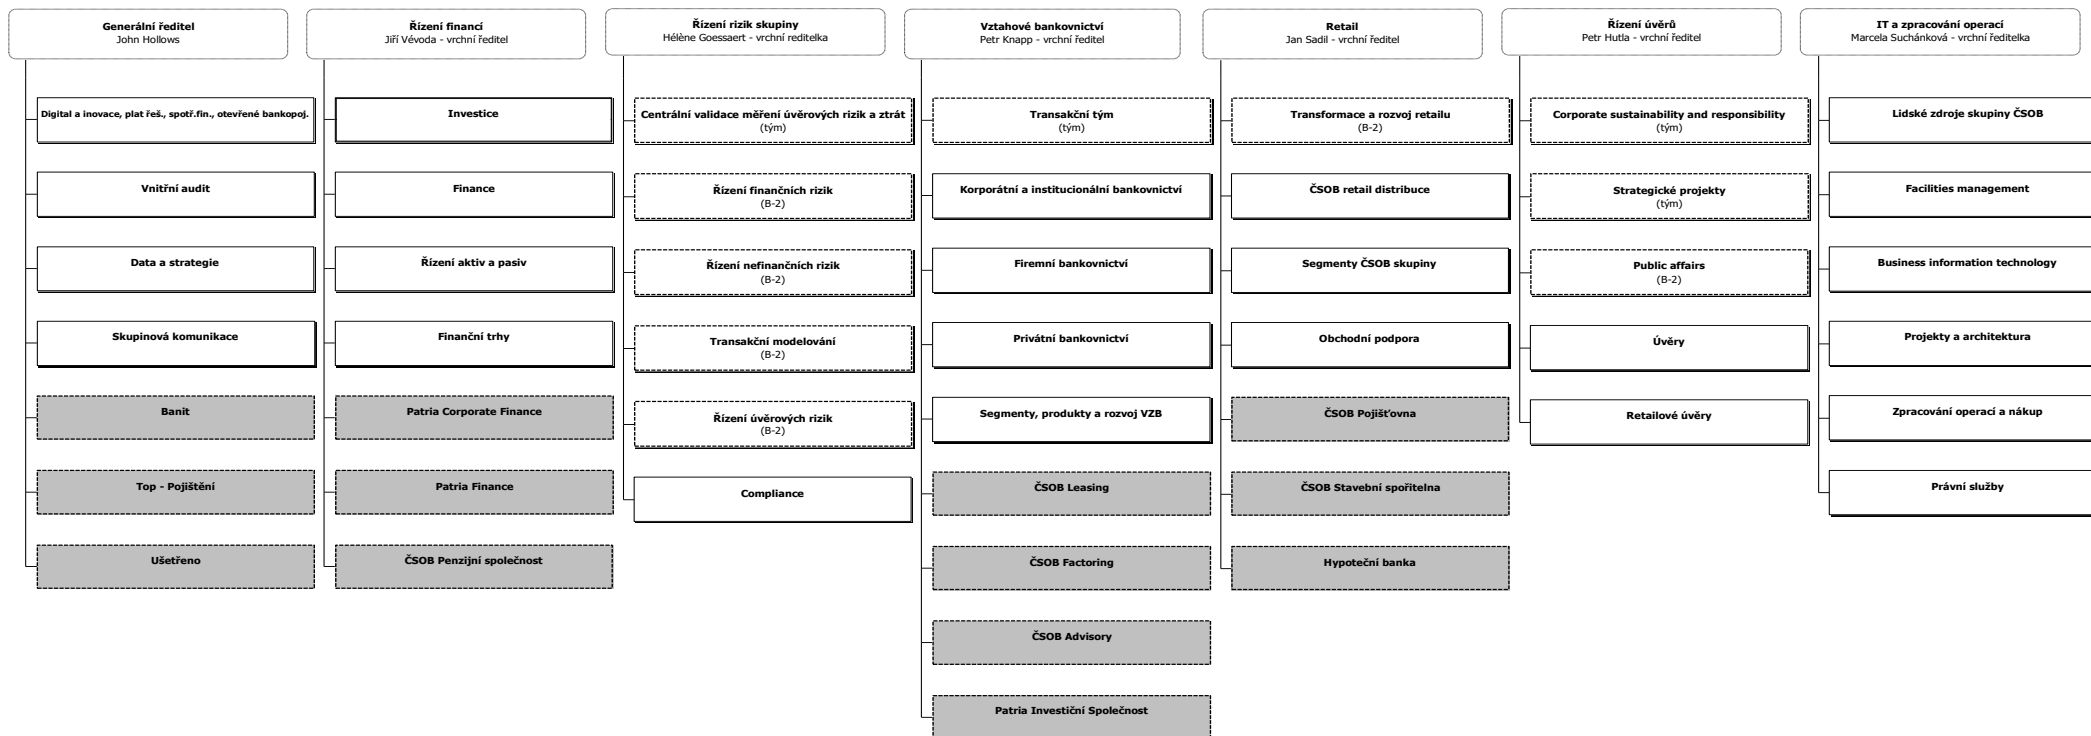 Generální ředitel
John Hollows
Digital a inovace, plat řeš., spotř.fin., otevřené bankopoj.
Vnitřní audit
Data a strategie
Skupinová komunikace
Banit
Top - Pojištění
Ušetřeno
Řízení financí
Jiří Vévoda - vrchní ředitel
Investice
Finance
Řízení aktiv a pasiv
Finanční trhy
Patria Corporate Finance
Patria Finance
ČSOB Penzijní společnost
Řízení rizik skupiny
Hélène Goessaert - vrchní reditelka
Centrální validace měření úvěrových rizik a ztrát
(tým)
Řízení finančních rizik
(B-2)
Řízení nefinančních rizik
(B-2)
Transakční modelování
(B-2)
Řízení úvěrových rizik
(B-2)
Compliance
Vztahové bankovnictví
Petr Knapp - vrchní ředitel
Transakční tým
(tým)
Korporátní a institucionální bankovnictví
Firemní bankovnictví
Privátní bankovnictví
Segmenty, produkty a rozvoj VZB
ČSOB Leasing
ČSOB Factoring
ČSOB Advisory
Patria Investiční Společnost
Retail
Jan Sadil - vrchní ředitel
Transformace a rozvoj retailu
(B-2)
ČSOB retail distribuce
Segmenty ČSOB skupiny
Obchodní podpora
ČSOB Pojišťovna
ČSOB Stavební spořitelna
Hypoteční banka
Řízení úvěrů
Petr Hutla - vrchní ředitel
Corporate sustainability and responsibility
(tým)
Strategické projekty
(tým)
Public affairs
(B-2)
Úvěry
Retailové úvěry
IT a zpracování operací
Marcela Suchánková - vrchní ředitelka
Lidské zdroje skupiny ČSOB
Facilities management
Business information technology
Projekty a architektura
Zpracování operací a nákup
Právní služby